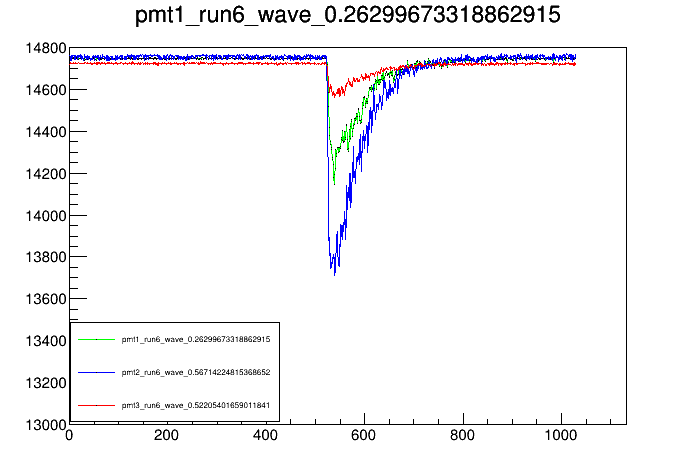 pmt1_run6_wave_0.26299673318862915
14800
14600
14400
14200
14000
13800
13600
13400
13200
13000
pmt1_run6_wave_0.26299673318862915
pmt2_run6_wave_0.56714224815368652
pmt3_run6_wave_0.52205401659011841
0 200 400 600 800 1000